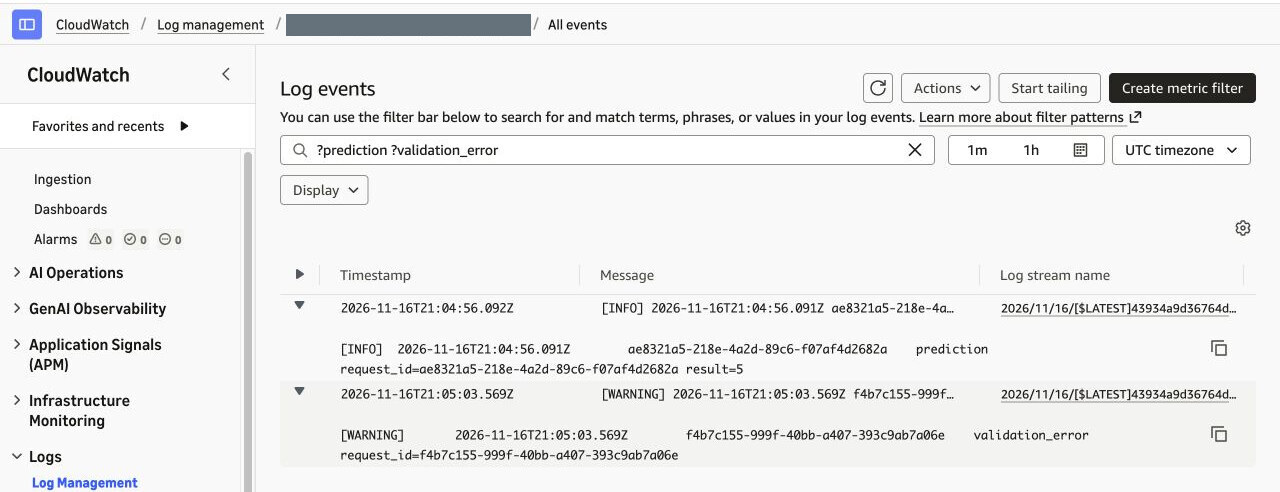 CloudWatch / Log management / / All events
CloudWatch
Favorites and recents
Ingestion
Dashboards
Alarms 0 0 0
AI Operations
GenAI Observability
Application Signals
(APM)
Infrastructure
Monitoring
Logs
Log Management
Log events
Actions
Start tailing
Create metric filter
You can use the filter bar below to search for and match terms, phrases, or values in your log events. Learn more about filter patterns
?prediction ?validation_error
1m 1h
UTC timezone
Display
Timestamp Message Log stream name
2026-11-16T21:04:56.092Z [INFO] 2026-11-16T21:04:56.091Z ae8321a5-218e-4a… 2026/11/16/[$LATEST]43934a9d36764d…
[INFO] 2026-11-16T21:04:56.091Z ae8321a5-218e-4a2d-89c6-f07af4d2682a prediction
request_id=ae8321a5-218e-4a2d-89c6-f07af4d2682a result=5
2026-11-16T21:05:03.569Z [WARNING] 2026-11-16T21:05:03.569Z f4b7c155-999f… 2026/11/16/[$LATEST]43934a9d36764d…
[WARNING] 2026-11-16T21:05:03.569Z f4b7c155-999f-40bb-a407-393c9ab7a06e validation_error
request_id=f4b7c155-999f-40bb-a407-393c9ab7a06e